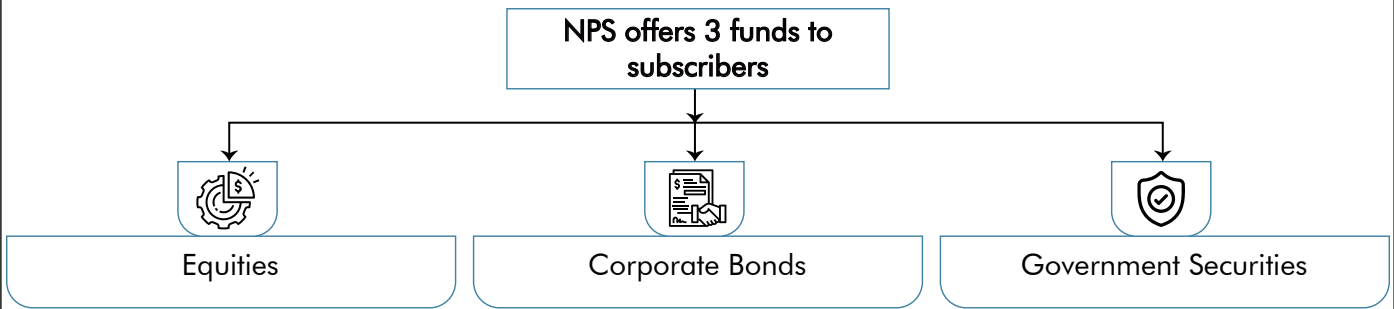 NPS offers 3 funds to
subscribers
$
$
Equities
Corporate Bonds
Government Securities